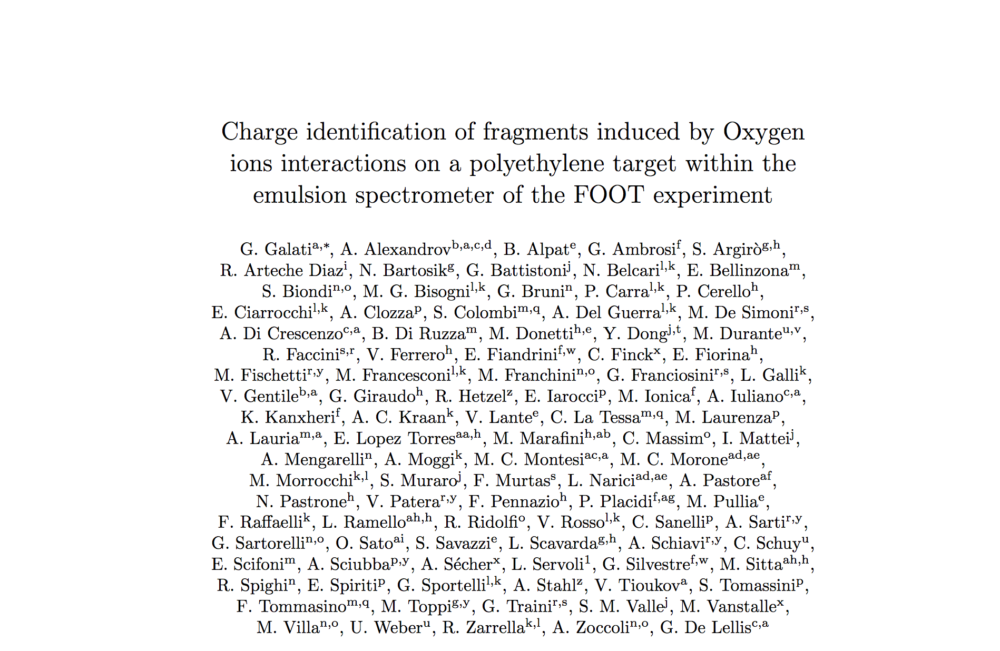 Charge identification of fragments induced by Oxygen
ions interactions on a polyethylene target within the
emulsion spectrometer of the FOOT experiment
G. Galatiᵃ,*, A. Alexandrovᵇ,ᵃ,ᶜ,ᵈ, B. Alpatᵉ, G. Ambrosiᶠ, S. Argiròᵍ,ʰ,
R. Arteche Diazⁱ, N. Bartosikᵍ, G. Battistoniʲ, N. Belcariˡ,ᵏ, E. Bellinzonaᵐ,
S. Biondiⁿ,ᵒ, M. G. Bisogniˡ,ᵏ, G. Bruniⁿ, P. Carraˡ,ᵏ, P. Cerelloʰ,
E. Ciarrocchiˡ,ᵏ, A. Clozzaᵖ, S. Colombiᵐ,q, A. Del Guerraˡ,ᵏ, M. De Simoniʳ,ˢ,
A. Di Crescenzoᶜ,ᵃ, B. Di Ruzzaᵐ, M. Donettiʰ,ᵉ, Y. Dongʲ,ᵗ, M. Duranteᵘ,ᵛ,
R. Facciniˢ,ʳ, V. Ferreroʰ, E. Fiandriniᶠ,ʷ, C. Finckˣ, E. Fiorinaʰ,
M. Fischettiʳ,ʸ, M. Francesconiˡ,ᵏ, M. Franchiniⁿ,ᵒ, G. Franciosiniʳ,ˢ, L. Galliᵏ,
V. Gentileᵇ,ᵃ, G. Giraudoʰ, R. Hetzelᶻ, E. Iarocciᵖ, M. Ionicaᶠ, A. Iulianoᶜ,ᵃ,
K. Kanxheriᶠ, A. C. Kraanᵏ, V. Lanteᵉ, C. La Tessaᵐ,q, M. Laurenzaᵖ,
A. Lauriaᵐ,ᵃ, E. Lopez Torresᵃᵃ,ʰ, M. Marafiniʰ,ᵃᵇ, C. Massimᵒ, I. Matteiʲ,
A. Mengarelliⁿ, A. Moggiᵏ, M. C. Montesiᵃᶜ,ᵃ, M. C. Moroneᵃᵈ,ᵃᵉ,
M. Morrocchiᵏ,ˡ, S. Muraroʲ, F. Murtasˢ, L. Nariciᵃᵈ,ᵃᵉ, A. Pastoreᵃᶠ,
N. Pastroneʰ, V. Pateraʳ,ʸ, F. Pennazioʰ, P. Placidiᶠ,ᵃᵍ, M. Pulliaᵉ,
F. Raffaelliᵏ, L. Ramelloᵃʰ,ʰ, R. Ridolfiᵒ, V. Rossoˡ,ᵏ, C. Sanelliᵖ, A. Sartiʳ,ʸ,
G. Sartorelliⁿ,ᵒ, O. Satoᵃⁱ, S. Savazziᵉ, L. Scavardaᵍ,ʰ, A. Schiaviʳ,ʸ, C. Schuyᵘ,
E. Scifoniᵐ, A. Sciubbaᵖ,ʸ, A. Sécherˣ, L. Servoli¹, G. Silvestreᶠ,ʷ, M. Sittaᵃʰ,ʰ,
R. Spighiⁿ, E. Spiritiᵖ, G. Sportelliˡ,ᵏ, A. Stahlᶻ, V. Tioukovᵃ, S. Tomassiniᵖ,
F. Tommasinoᵐ,q, M. Toppiᵍ,ʸ, G. Trainiʳ,ˢ, S. M. Valleʲ, M. Vanstalleˣ,
M. Villaⁿ,ᵒ, U. Weberᵘ, R. Zarrellaᵏ,ˡ, A. Zoccoliⁿ,ᵒ, G. De Lellisᶜ,ᵃ